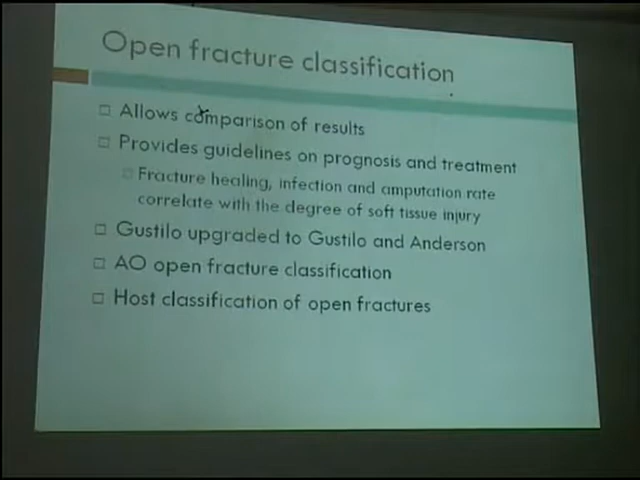 Open fracture classification
Allows comparison of results
Provides guidelines on prognosis and treatment
Fracture healing, infection and amputation rate
correlate with the degree of soft tissue injury
Gustilo upgraded to Gustilo and Anderson
AO open fracture classification
Host classification of open fractures